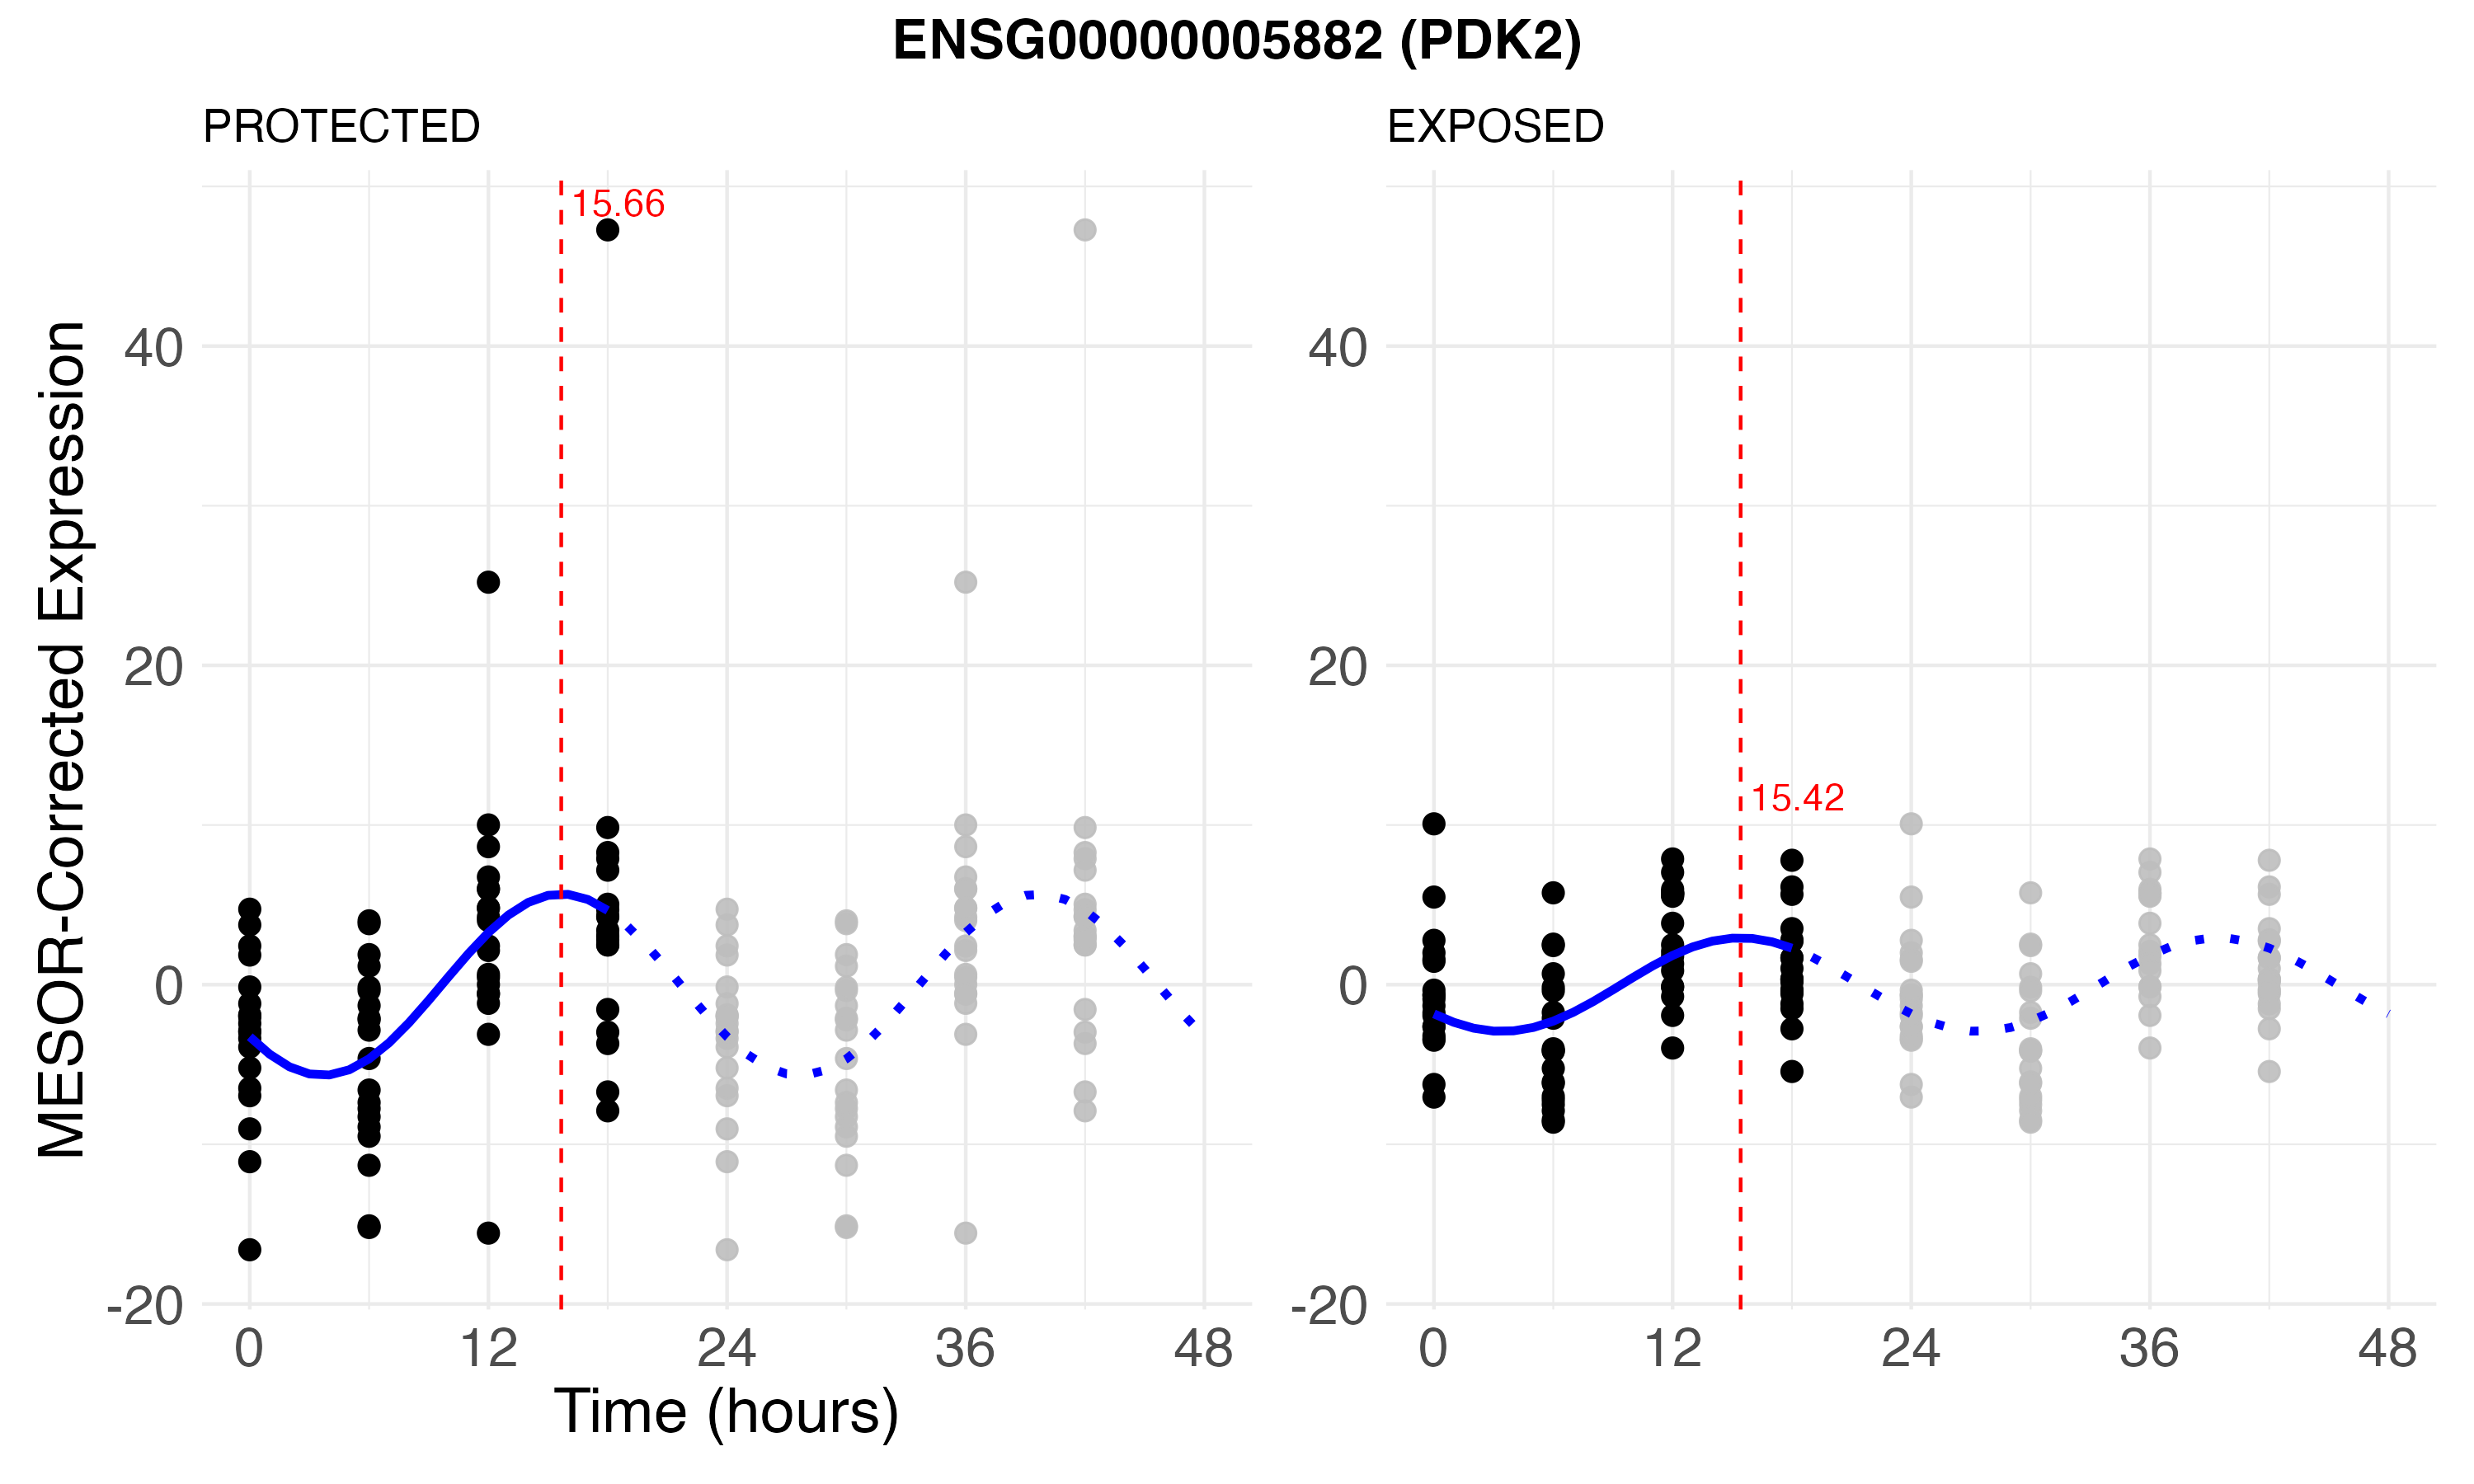 ENSG00000005882 (PDK2)
PROTECTED
EXPOSED
MESOR-Corrected Expression
40
20
0
-20
15.66
0 12 24 36 48
40
20
0
-20
15.42
0 12 24 36 48
Time (hours)